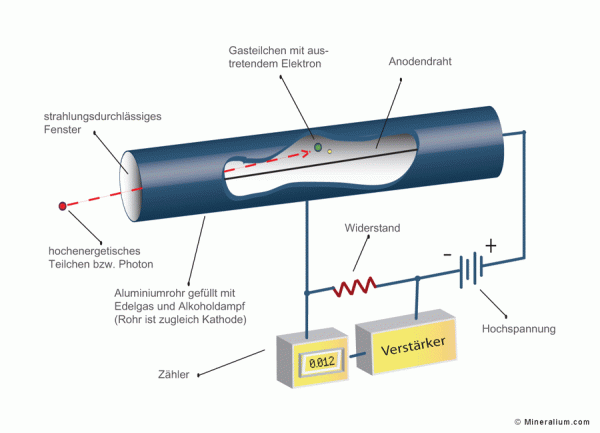 Gasteilchen mit aus-
tretendem Elektron
Anodendraht
strahlungsdurchlässiges
Fenster
hochenergetisches
Teilchen bzw. Photon
Widerstand
Aluminiumrohr gefüllt mit
Edelgas und Alkoholdampf
(Rohr ist zugleich Kathode)
- +
Hochspannung
Verstärker
0.012
Zähler
© Mineralium.com